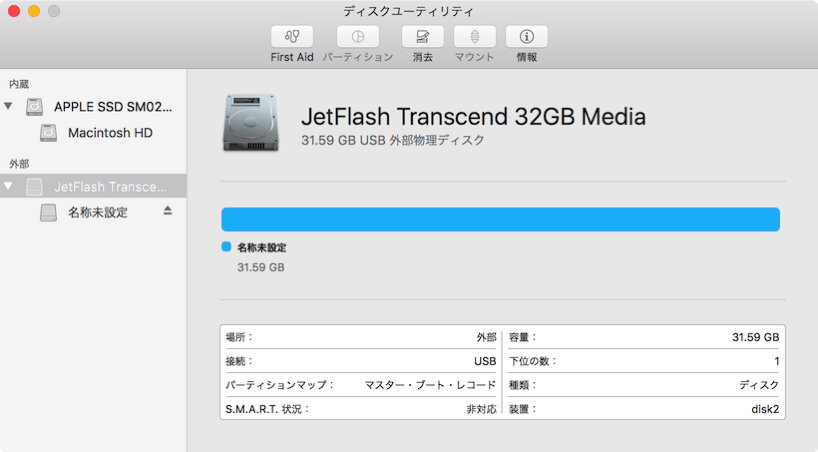 ディスクユーティリティ
First Aid パーティション 消去 マウント 情報
内蔵
APPLE SSD SM02...
Macintosh HD
外部
JetFlash Transce...
名称未設定
JetFlash Transcend 32GB Media
31.59 GB USB 外部物理ディスク
名称未設定
31.59 GB
場所： 外部 容量： 31.59 GB
接続： USB 下位の数： 1
パーティションマップ： マスター・ブート・レコード 種類： ディスク
S.M.A.R.T. 状況： 非対応 装置： disk2